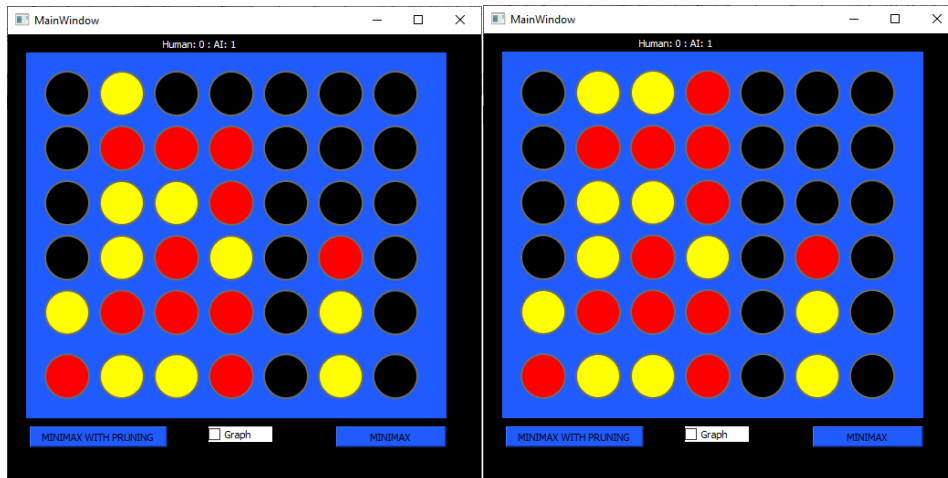 MainWindow
Human: 0 : AI: 1
MINIMAX WITH PRUNING
Graph
MINIMAX
MainWindow
Human: 0 : AI: 1
MINIMAX WITH PRUNING
Graph
MINIMAX